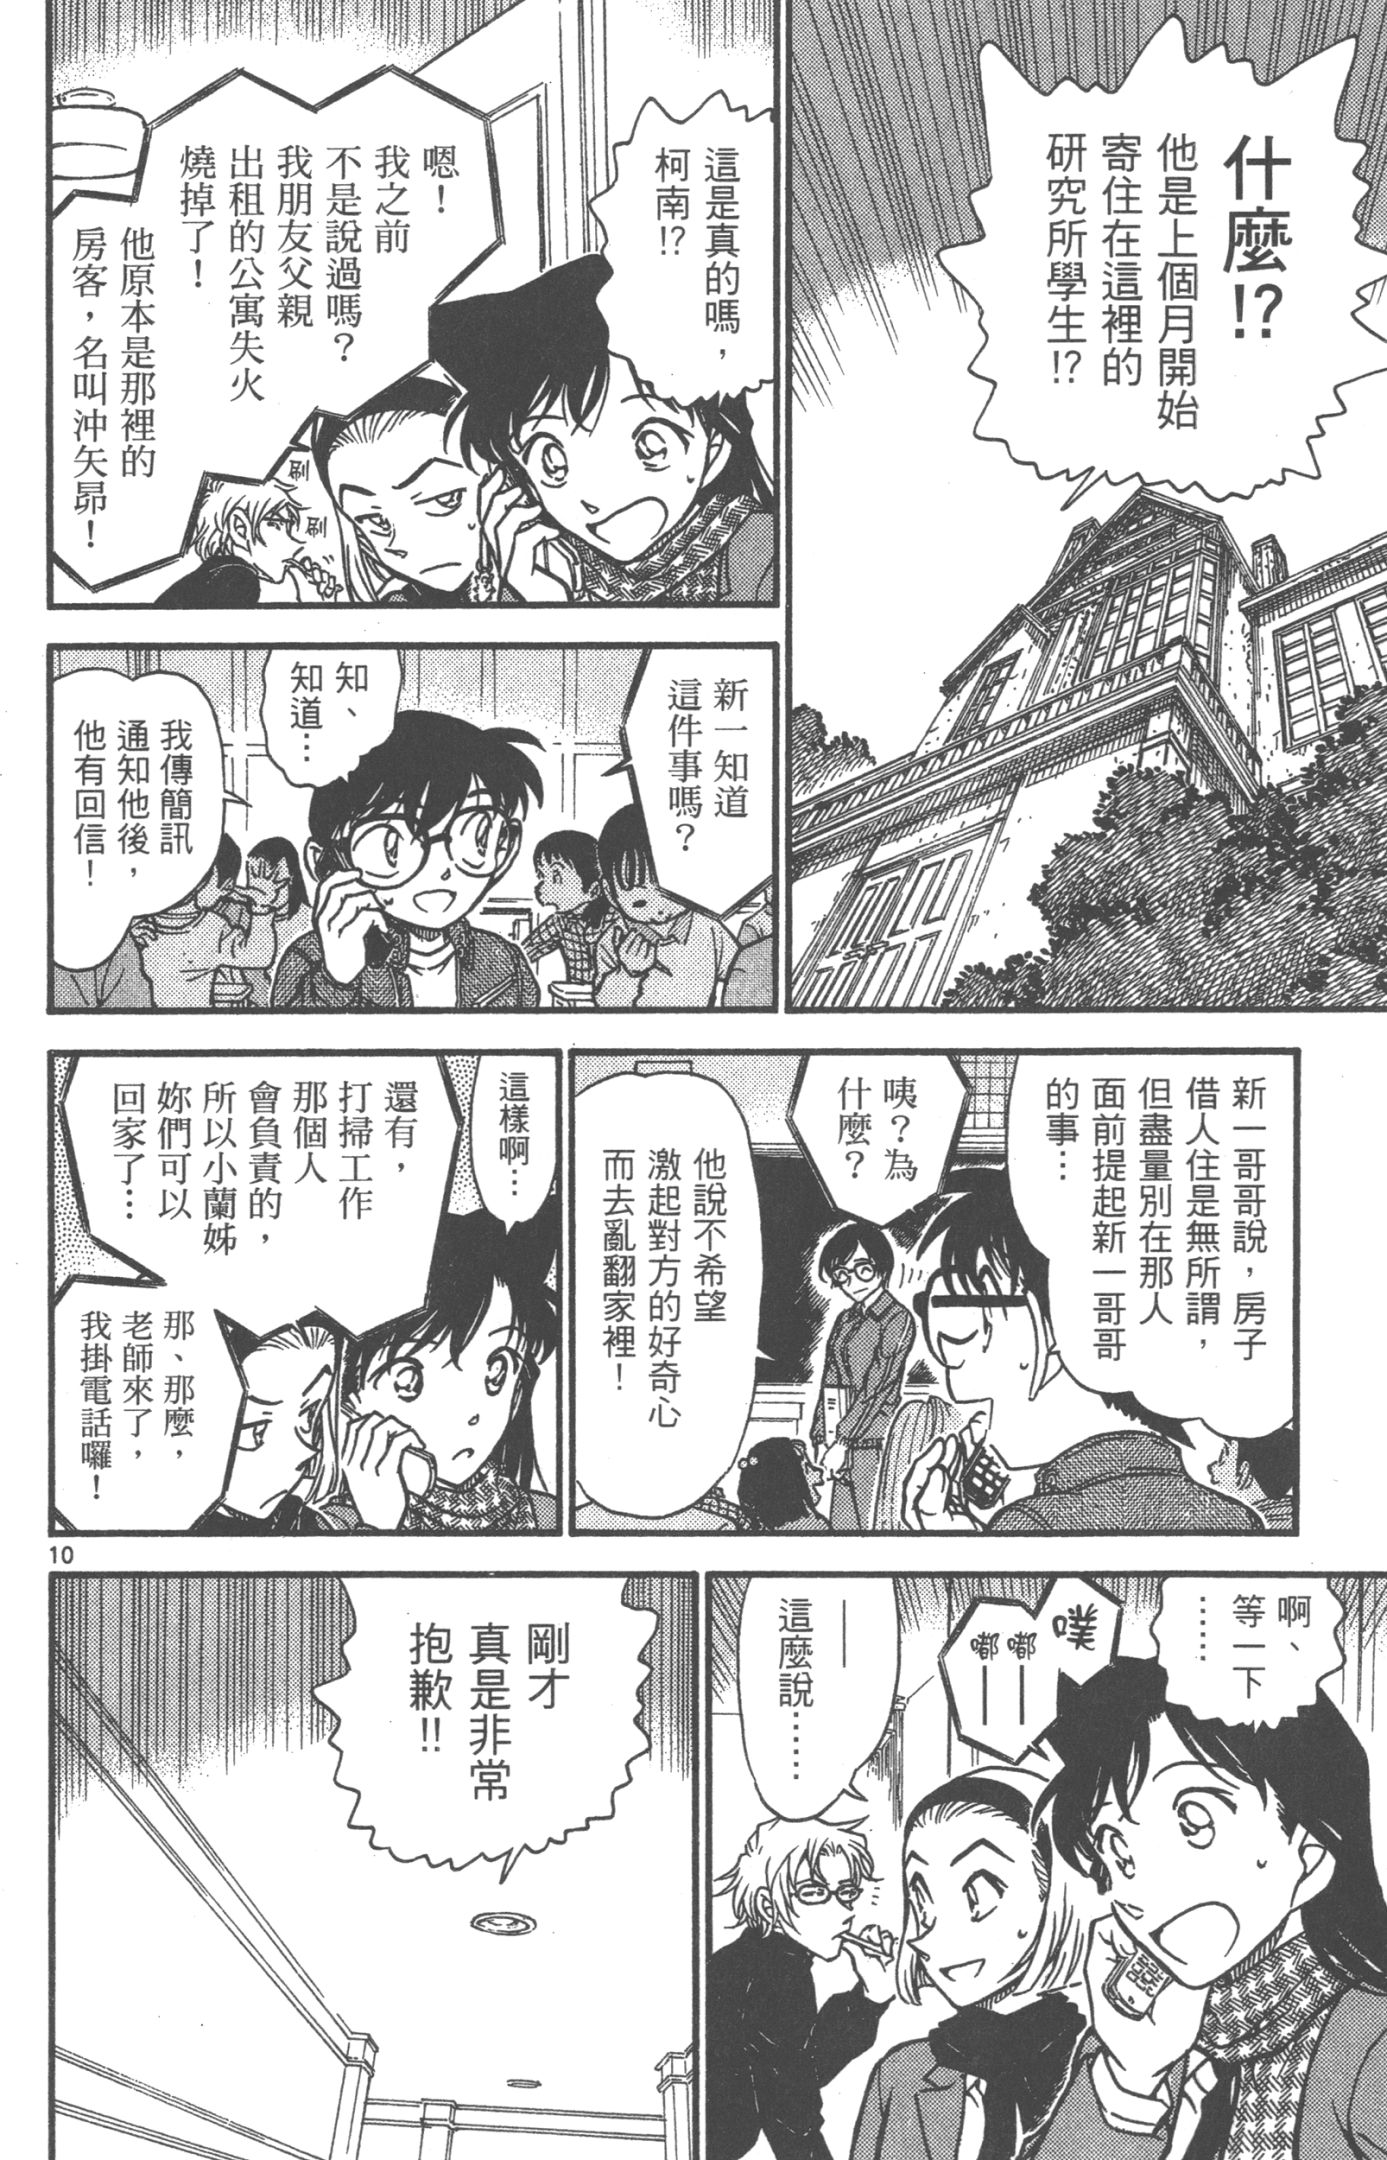 什麼!?
他是上個月開始
寄住在這裡的
研究所學生!?
這是真的嗎，
柯南!?
嗯！
我之前
不是說過嗎？
我朋友父親
出租的公寓失火
燒掉了！
他原本是那裡的
房客，名叫沖矢昴！
刷
刷
新一知道
這件事嗎？
知、
知道…
我傳簡訊
通知他後，
他有回信！
新一哥哥說，房子
借人住是無所謂，
但盡量別在那人
面前提起新一哥哥
的事…
咦？為
什麼？
他說不希望
激起對方的好奇心
而去亂翻家裡！
這樣啊…
還有，
打掃工作
那個人
會負責的，
所以小蘭姊
妳們可以
回家了…
那、那麼，
老師來了，
我掛電話囉！
10
啊、
等一下
……
噗
嘟—
嘟—
—
這麼說……
剛才
真是非常
抱歉!!